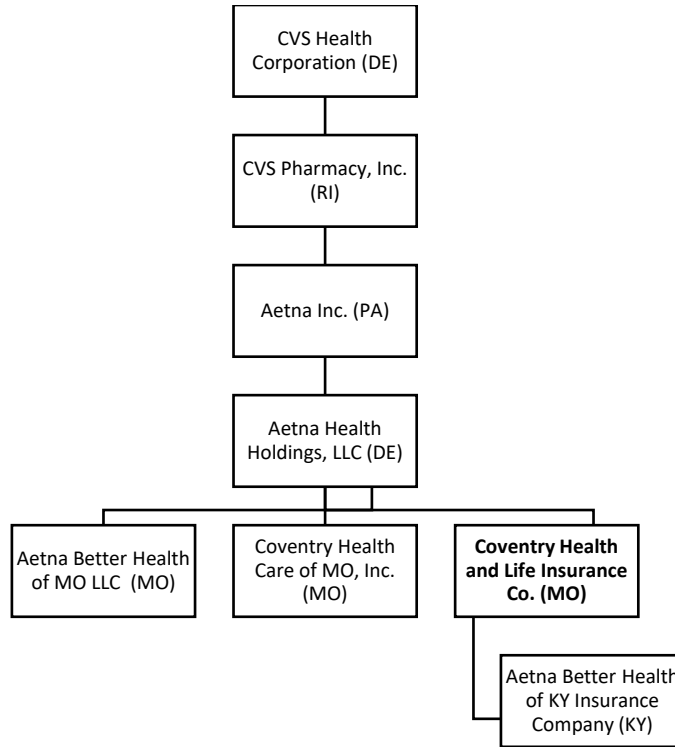 CVS Health
Corporation (DE)
CVS Pharmacy, Inc.
(RI)
Aetna Inc. (PA)
Aetna Health
Holdings, LLC (DE)
Aetna Better Health
of MO LLC (MO)
Coventry Health
Care of MO, Inc.
(MO)
Coventry Health
and Life Insurance
Co. (MO)
Aetna Better Health
of KY Insurance
Company (KY)